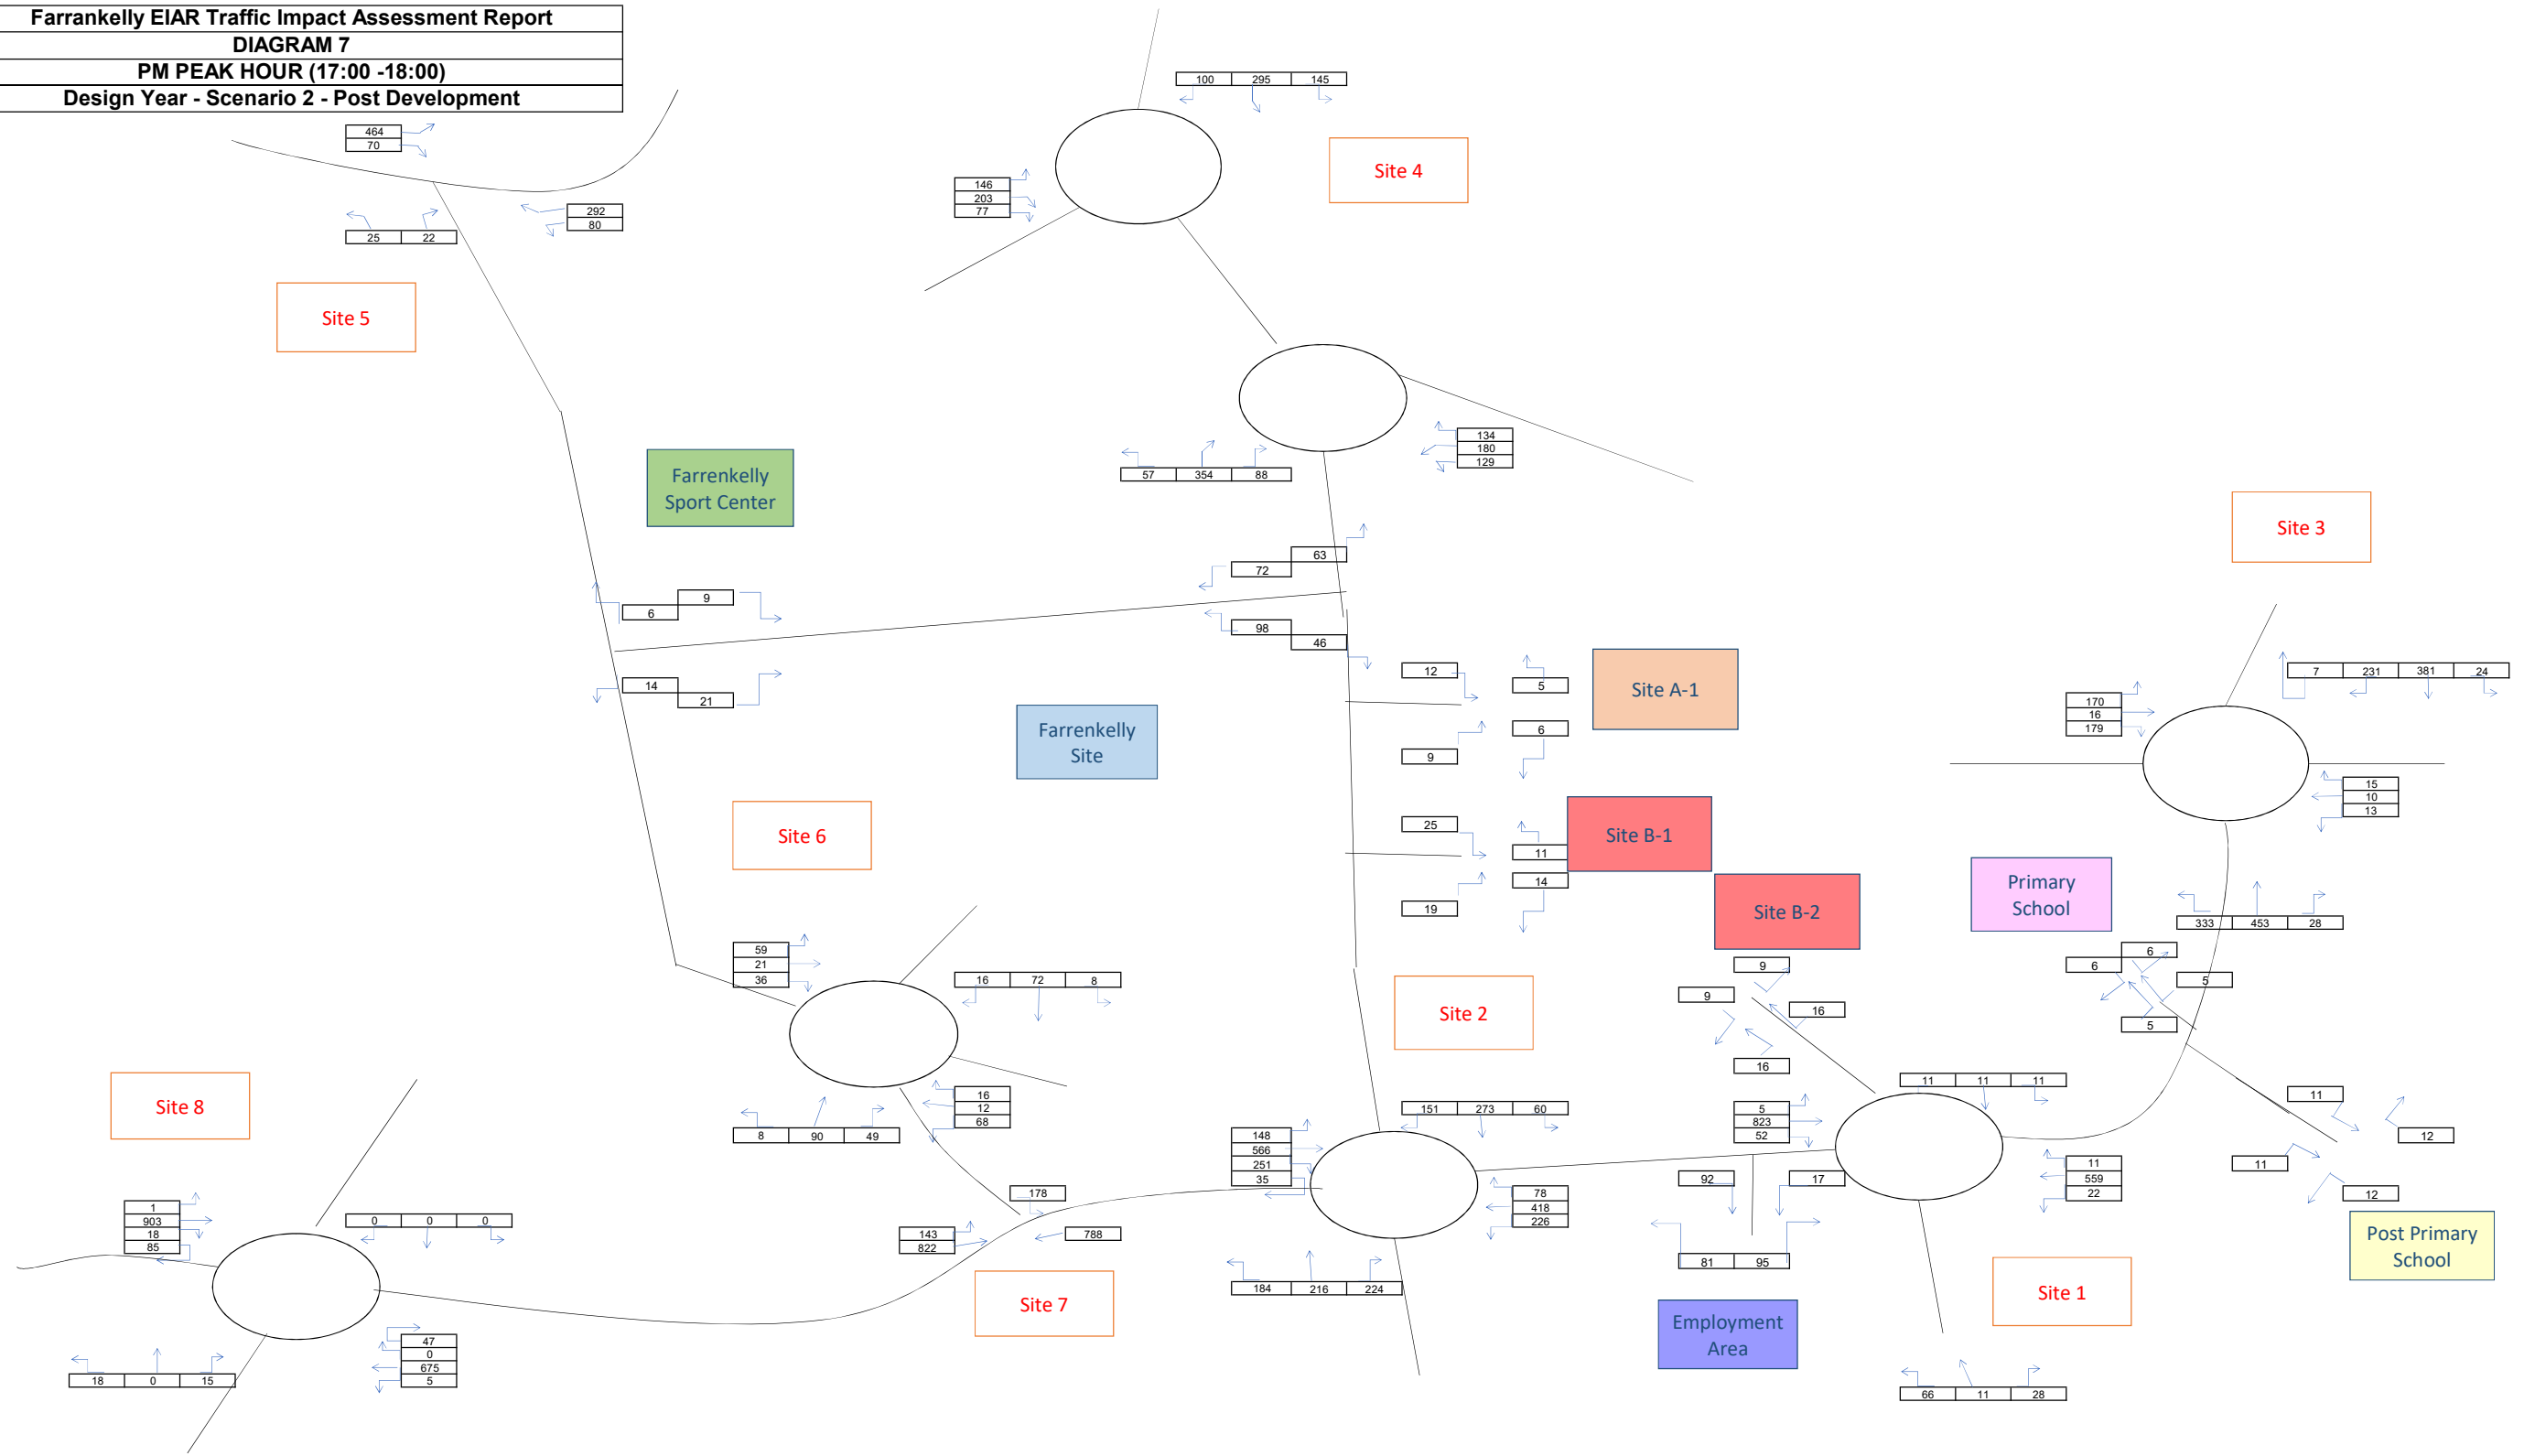 Farrankelly EIAR Traffic Impact Assessment Report
DIAGRAM 7
PM PEAK HOUR (17:00 -18:00)
Design Year - Scenario 2 - Post Development
100 295 145
464
70
Site 4
146
203
77
292
80
25 22
Site 5
134
180
129
57 354 88
Farrenkelly
Sport Center
Site 3
63
72
9
6
98
46
12
5
Site A-1
7 231 381 24
14
21
170
16
179
Farrenkelly
Site
6
9
15
10
13
Site 6
25
11
Site B-1
14
19
Primary
School
Site B-2
333 453 28
59
21
36
16 72 8
9
9
16
16
6
6
5
5
Site 2
Site 8
16
12
68
8 90 49
151 273 60
148
566
251
35
5
823
52
11 11 11
11
12
11
12
92 17
11
559
22
178
143
822
788
78
418
226
1
903
18
85
0 0 0
Post Primary
School
81 95
184 216 224
Site 7
Site 1
Employment
Area
47
0
675
5
18 0 15
66 11 28